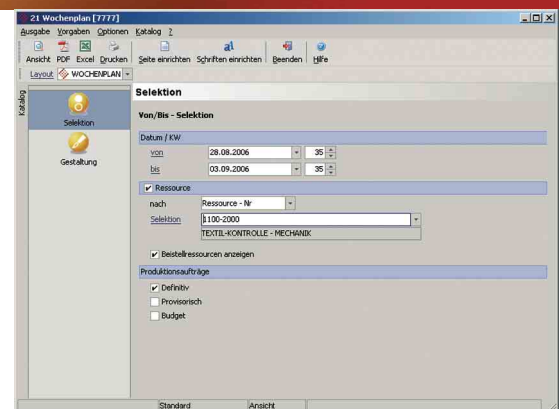 21 Wochenplan [7777]
Ausgabe Vorgaben Optionen Katalog ?
Ansicht PDF Excel Drucken Seite einrichten Schriften einrichten Beenden Hilfe
Layout WOCHENPLAN
Katalog
Selektion
Gestaltung
Selektion
Von/Bis - Selektion
Datum / KW
von 28.08.2006 35
bis 03.09.2006 35
Ressource
nach Ressource - Nr
Selektion 1100-2000
TEXTIL-KONTROLLE - MECHANIK
Beistellressourcen anzeigen
Produktionsaufträge
Definitiv
Provisorisch
Budget
Standard Ansicht